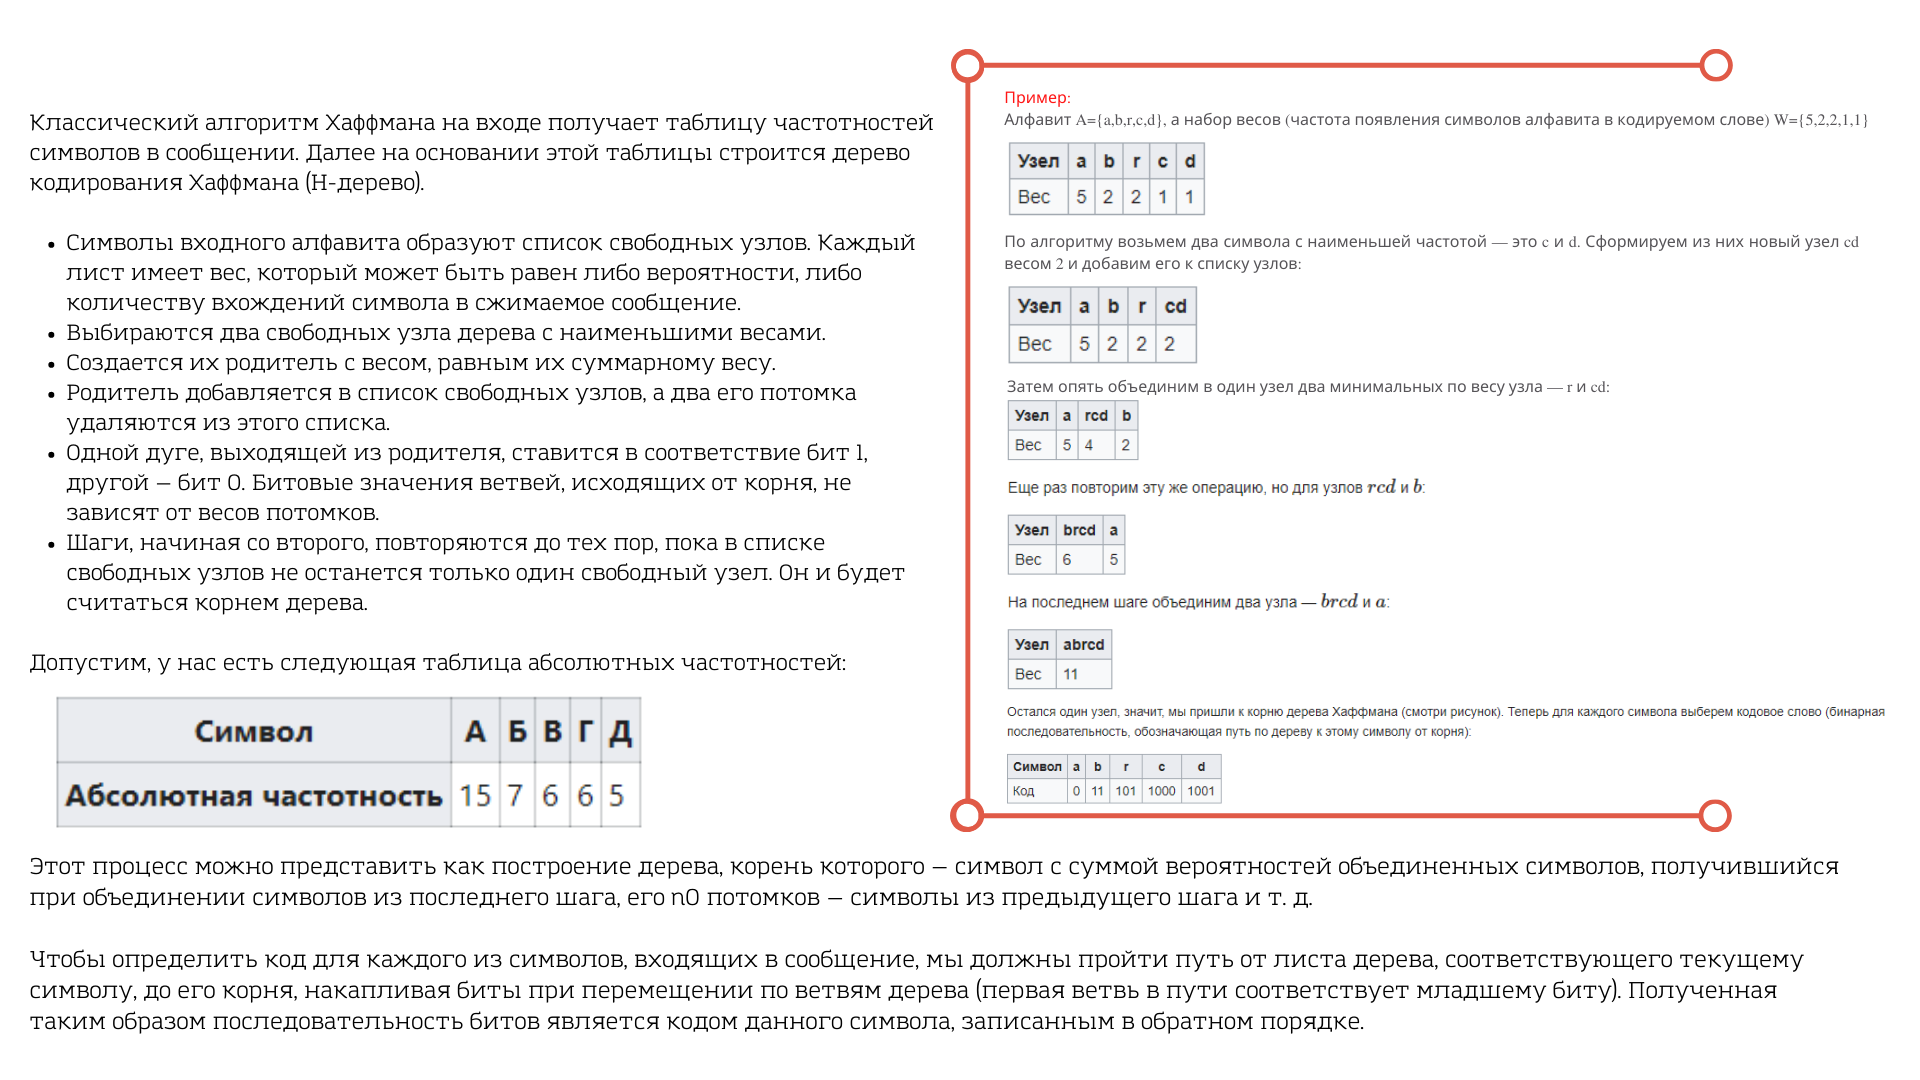 Классический алгоритм Хаффмана на входе получает таблицу частотностей
символов в сообщении. Далее на основании этой таблицы строится дерево
кодирования Хаффмана (Н-дерево).
• Символы входного алфавита образуют список свободных узлов. Каждый
лист имеет вес, который может быть равен либо вероятности, либо
количеству вхождений символа в сжимаемое сообщение.
• Выбираются два свободных узла дерева с наименьшими весами.
• Создается их родитель с весом, равным их суммарному весу.
• Родитель добавляется в список свободных узлов, а два его потомка
удаляются из этого списка.
• Одной дуге, выходящей из родителя, ставится в соответствие бит 1,
другой — бит 0. Битовые значения ветвей, исходящих от корня, не
зависят от весов потомков.
• Шаги, начиная со второго, повторяются до тех пор, пока в списке
свободных узлов не останется только один свободный узел. Он и будет
считаться корнем дерева.
Допустим, у нас есть следующая таблица абсолютных частотностей:
Символ А Б В Г Д
Абсолютная частотность 15 7 6 6 5
Пример:
Алфавит A={a,b,r,c,d}, а набор весов (частота появления символов алфавита в кодируемом слове) W={5,2,2,1,1}
Узел a b r c d
Вес 5 2 2 1 1
По алгоритму возьмем два символа с наименьшей частотой — это c и d. Сформируем из них новый узел cd
весом 2 и добавим его к списку узлов:
Узел a b r cd
Вес 5 2 2 2
Затем опять объединим в один узел два минимальных по весу узла — r и cd:
Узел a rcd b
Вес 5 4 2
Еще раз повторим эту же операцию, но для узлов rcd и b:
Узел brcd a
Вес 6 5
На последнем шаге объединим два узла — brcd и a:
Узел abrcd
Вес 11
Остался один узел, значит, мы пришли к корню дерева Хаффмана (смотри рисунок). Теперь для каждого символа выберем кодовое слово (бинарная
последовательность, обозначающая путь по дереву к этому символу от корня):
Символ a b r c d
Код 0 11 101 1000 1001
Этот процесс можно представить как построение дерева, корень которого — символ с суммой вероятностей объединенных символов, получившийся
при объединении символов из последнего шага, его n0 потомков — символы из предыдущего шага и т. д.
Чтобы определить код для каждого из символов, входящих в сообщение, мы должны пройти путь от листа дерева, соответствующего текущему
символу, до его корня, накапливая биты при перемещении по ветвям дерева (первая ветвь в пути соответствует младшему биту). Полученная
таким образом последовательность битов является кодом данного символа, записанным в обратном порядке.